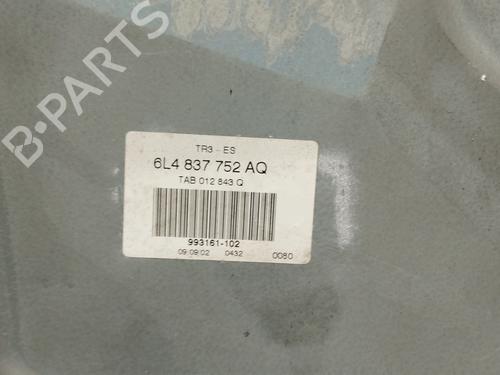 B-PARTS
TR3 - ES
6L4 837 752 AQ
TAB 012 843 Q
993161-102
09:09:02 0432 0080